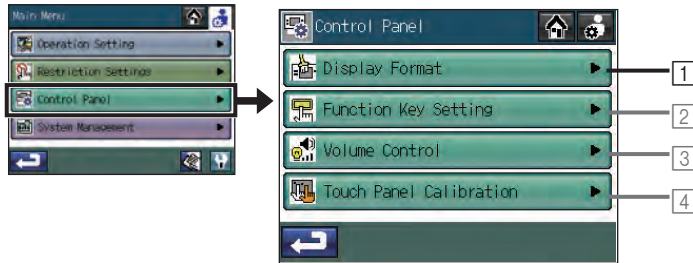 Main Menu
Operation Setting
Restriction Settings
Control Panel
System Management
Control Panel
Display Format
1
Function Key Setting
2
Volume Control
3
Touch Panel Calibration
4